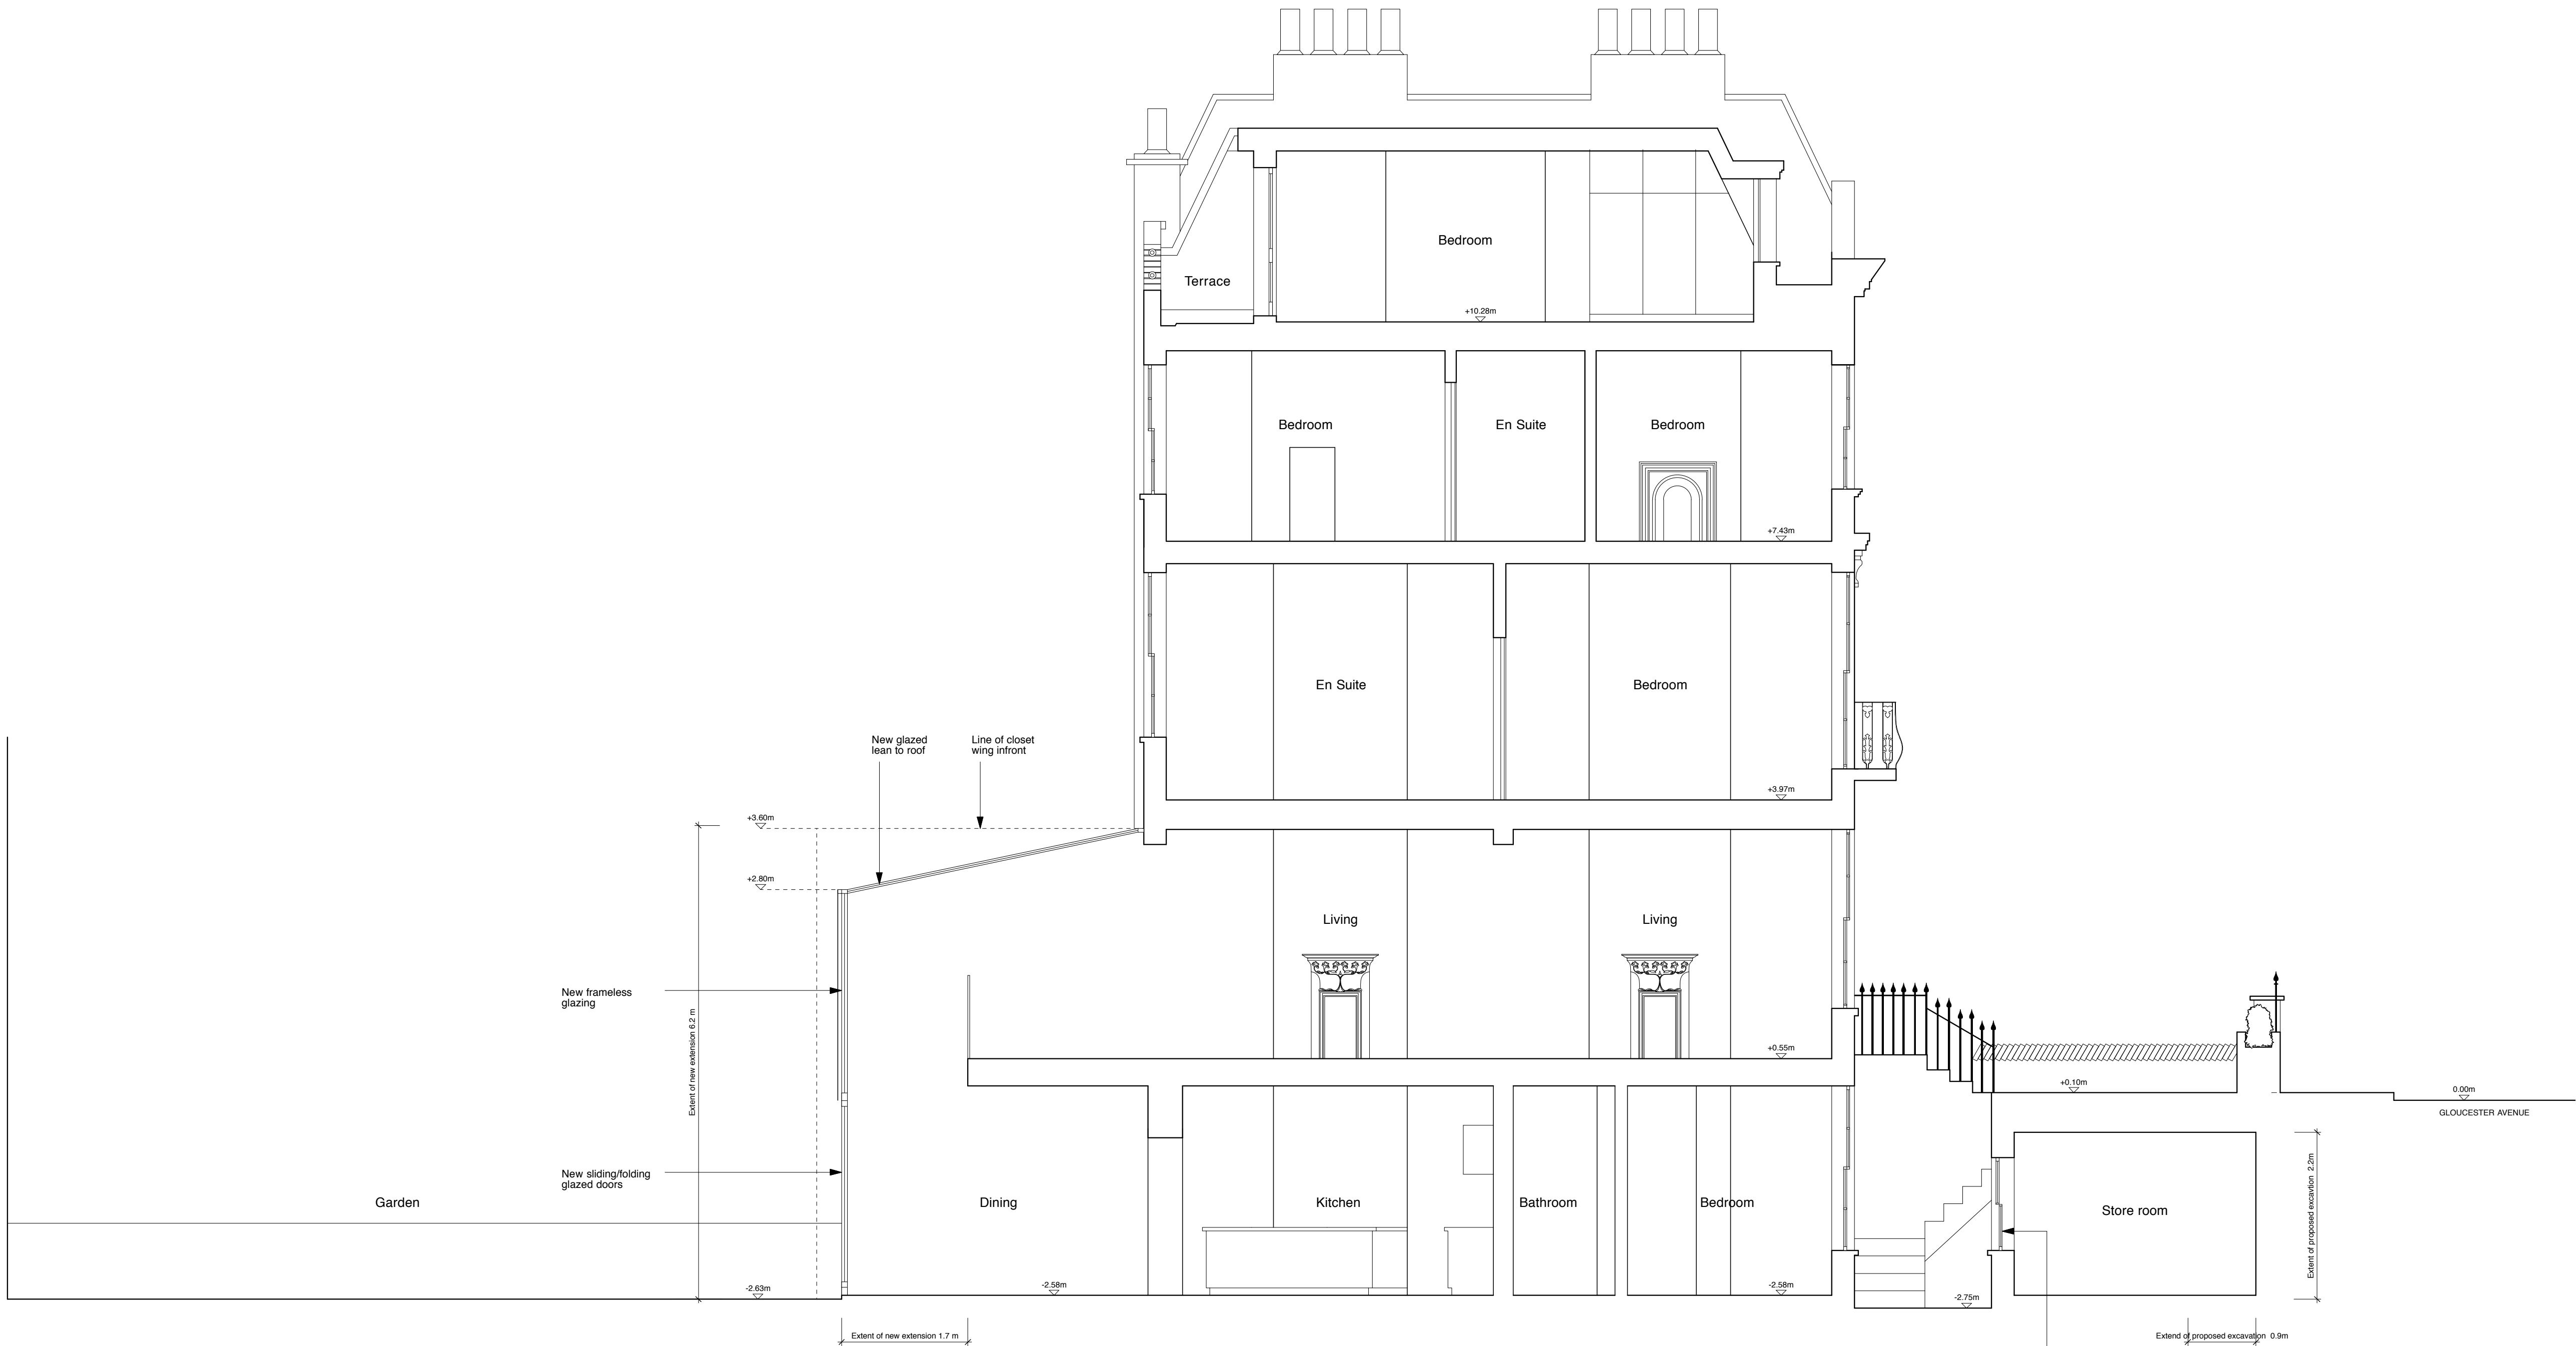 Bedroom
Terrace
+10.28m
Bedroom
En Suite
Bedroom
+7.43m
En Suite
Bedroom
New glazed
lean to roof
Line of closet
wing infront
+3.97m
+3.60m
+2.80m
Living
Living
New frameless
glazing
Extent of new extension 6.2 m
+0.55m
+0.10m
0.00m
GLOUCESTER AVENUE
New sliding/folding
glazed doors
Garden
Dining
Kitchen
Bathroom
Bedroom
Store room
Extent of proposed excavtion 2.2m
-2.63m
-2.58m
-2.58m
-2.75m
Extent of new extension 1.7 m
Extend of proposed excavation 0.9m